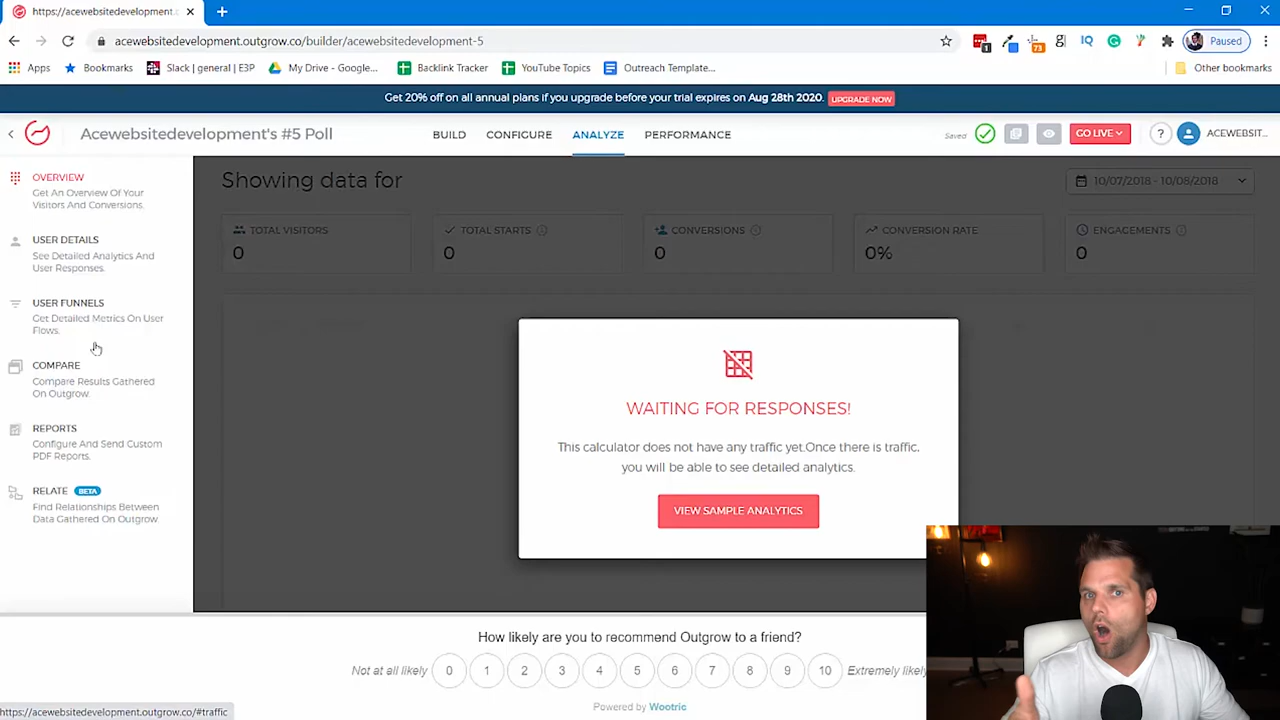 https://acewebsitedevelopment.
acewebsitedevelopment.outgrow.co/builder/acewebsitedevelopment-5
1
73
g
IQ
Paused
Apps
Bookmarks
Slack | general | E3P
My Drive - Google...
Backlink Tracker
YouTube Topics
Outreach Template...
Other bookmarks
Get 20% off on all annual plans if you upgrade before your trial expires on Aug 28th 2020. UPGRADE NOW
Acewebsitedevelopment's #5 Poll
BUILD
CONFIGURE
ANALYZE
PERFORMANCE
Saved
GO LIVE
?
ACEWEBSIT...
OVERVIEW
Get An Overview Of Your
Visitors And Conversions.
USER DETAILS
See Detailed Analytics And
User Responses.
USER FUNNELS
Get Detailed Metrics On User
Flows.
COMPARE
Compare Results Gathered
On Outgrow.
REPORTS
Configure And Send Custom
PDF Reports.
RELATE BETA
Find Relationships Between
Data Gathered On Outgrow
Showing data for
10/07/2018 - 10/08/2018
TOTAL VISITORS
0
TOTAL STARTS
0
CONVERSIONS
0
CONVERSION RATE
0%
ENGAGEMENTS
0
WAITING FOR RESPONSES!
This calculator does not have any traffic yet.Once there is traffic,
you will be able to see detailed analytics.
VIEW SAMPLE ANALYTICS
How likely are you to recommend Outgrow to a friend?
Not at all likely 0 1 2 3 4 5 6 7 8 9 10 Extremely likely
Powered by Wootric
https://acewebsitedevelopment.outgrow.co/#traffic